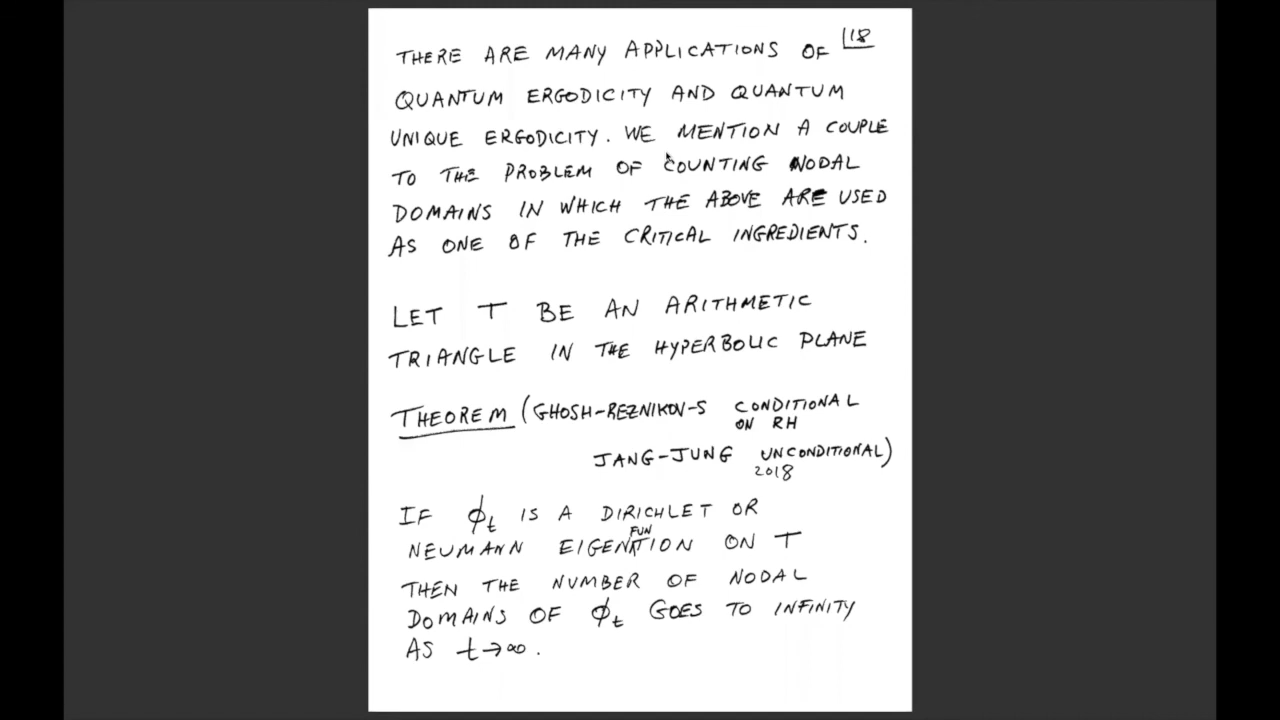 THERE ARE MANY APPLICATIONS OF 18
QUANTUM ERGODICITY AND QUANTUM
UNIQUE ERGODICITY. WE MENTION A COUPLE
TO THE PROBLEM OF COUNTING NODAL
DOMAINS IN WHICH THE ABOVE ARE USED
AS ONE OF THE CRITICAL INGREDIENTS.
LET T BE AN ARITHMETIC
TRIANGLE IN THE HYPERBOLIC PLANE
THEOREM (GHOSH-REZNIKOV-S CONDITIONAL
ON RH
JANG-JUNG UNCONDITIONAL)
2018
IF ϕₜ IS A DIRICHLET OR
FUN
NEUMANN EIGENCTION ON T
THEN THE NUMBER OF NODAL
DOMAINS OF ϕₜ GOES TO INFINITY
AS t→∞.